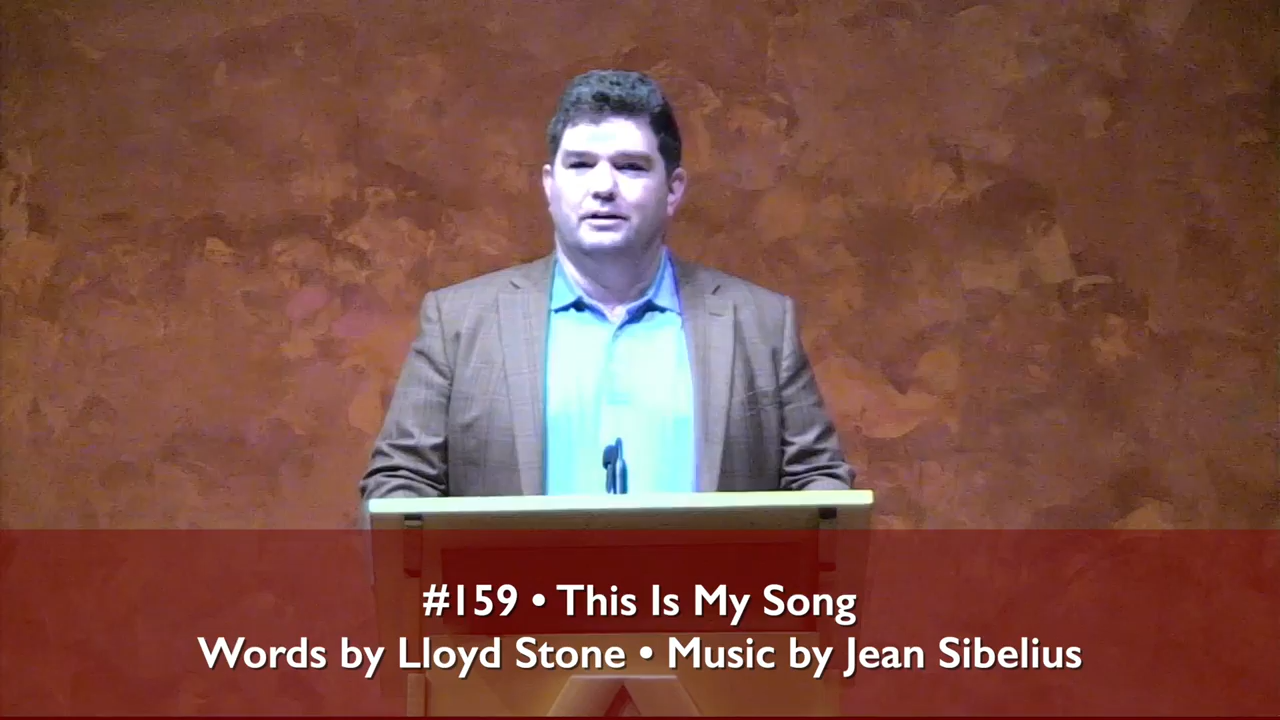 #159 • This Is My Song
Words by Lloyd Stone • Music by Jean Sibelius